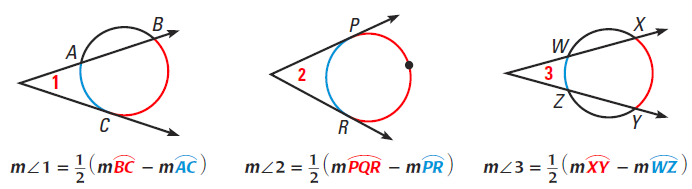 B
A
1
C
P
2
R
X
W
3
Z
Y
m∠1 = 1/2 (mBC͡ − mAC͡)
m∠2 = 1/2 (mPQR͡ − mPR͡)
m∠3 = 1/2 (mXY͡ − mWZ͡)